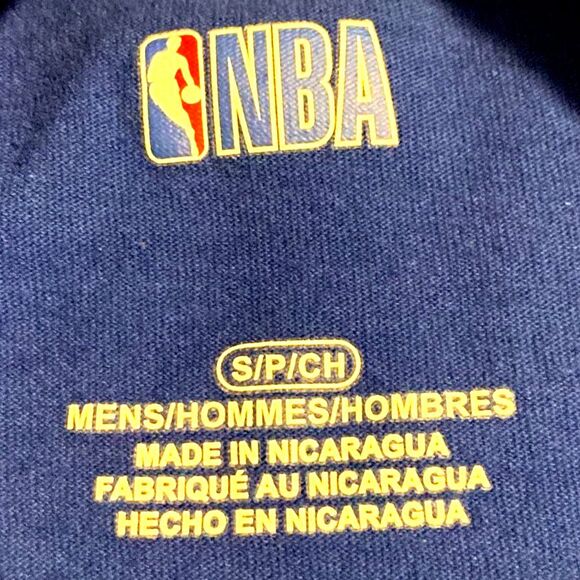 NBA
S/P/CH
MENS/HOMMES/HOMBRES
MADE IN NICARAGUA
FABRIQUÉ AU NICARAGUA
HECHO EN NICARAGUA